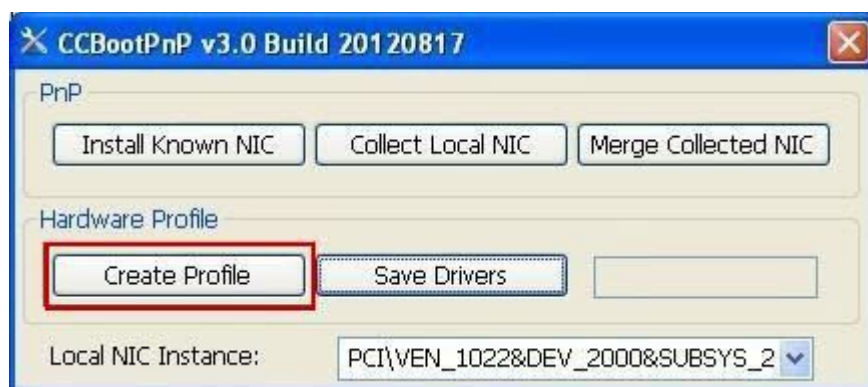 CCBootPnP v3.0 Build 20120817
PnP
Install Known NIC Collect Local NIC Merge Collected NIC
Hardware Profile
Create Profile Save Drivers
Local NIC Instance: PCI\VEN_1022&DEV_2000&SUBSYS_2